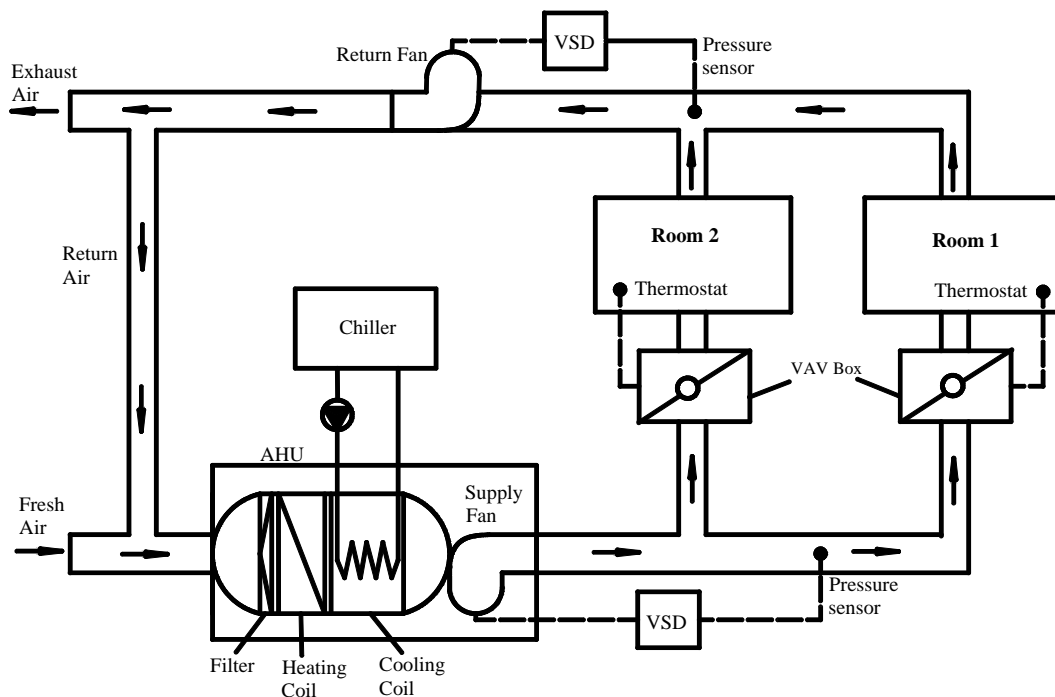 VSD
Return Fan
Pressure
sensor
Exhaust
Air
Room 2
Room 1
Return
Air
Thermostat
Thermostat
Chiller
VAV Box
AHU
Fresh
Air
Supply
Fan
Pressure
sensor
VSD
Filter
Heating
Coil
Cooling
Coil